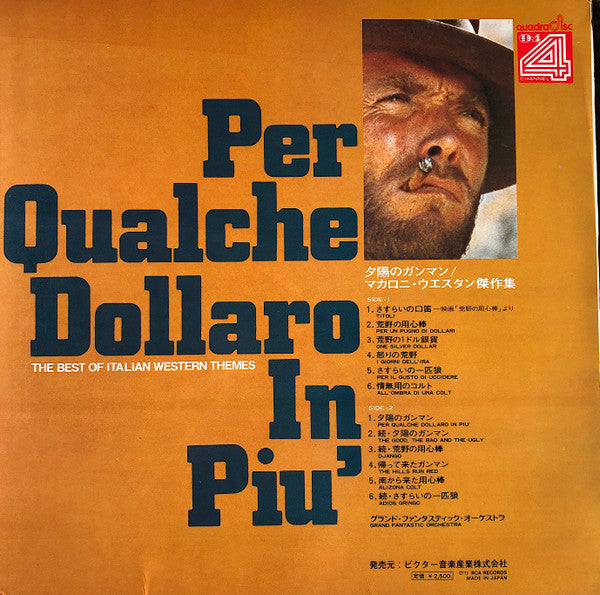 quadradisc
CD-4
4
CHANNEL
Per
Qualche
Dollaro
In
Piu'
THE BEST OF ITALIAN WESTERN THEMES
夕陽のガンマン/
マカロニ・ウエスタン傑作集
SIDE-1
1. さすらいの口笛—映画「荒野の用心棒」より
TITOLI
2. 荒野の用心棒
PER UN PUGNO DI DOLLARI
3. 荒野の1ドル銀貨
ONE SILVER DOLLAR
4. 怒りの荒野
I GIORNI DELL'IRA
5. さすらいの一匹狼
PER IL GUSTO DI UCCIDERE
6. 情無用のコルト
ALL'OMBRA DI UNA COLT
SIDE-2
1. 夕陽のガンマン
PER QUALCHE DOLLARO IN PIU'
2. 続・夕陽のガンマン
THE GOOD, THE BAD AND THE UGLY
3. 続・荒野の用心棒
DJANGO
4. 帰って来たガンマン
THE HILLS RUN RED
5. 南から来た用心棒
ALIZONA COLT
6. 続・さすらいの一匹狼
ADIOS GRINGO
グランド・ファンタスティック・オーケストラ
GRAND FANTASTIC ORCHESTRA
発売元:ビクター音楽産業株式会社
定価 ¥2,500
RCA RECORDS
MADE IN JAPAN